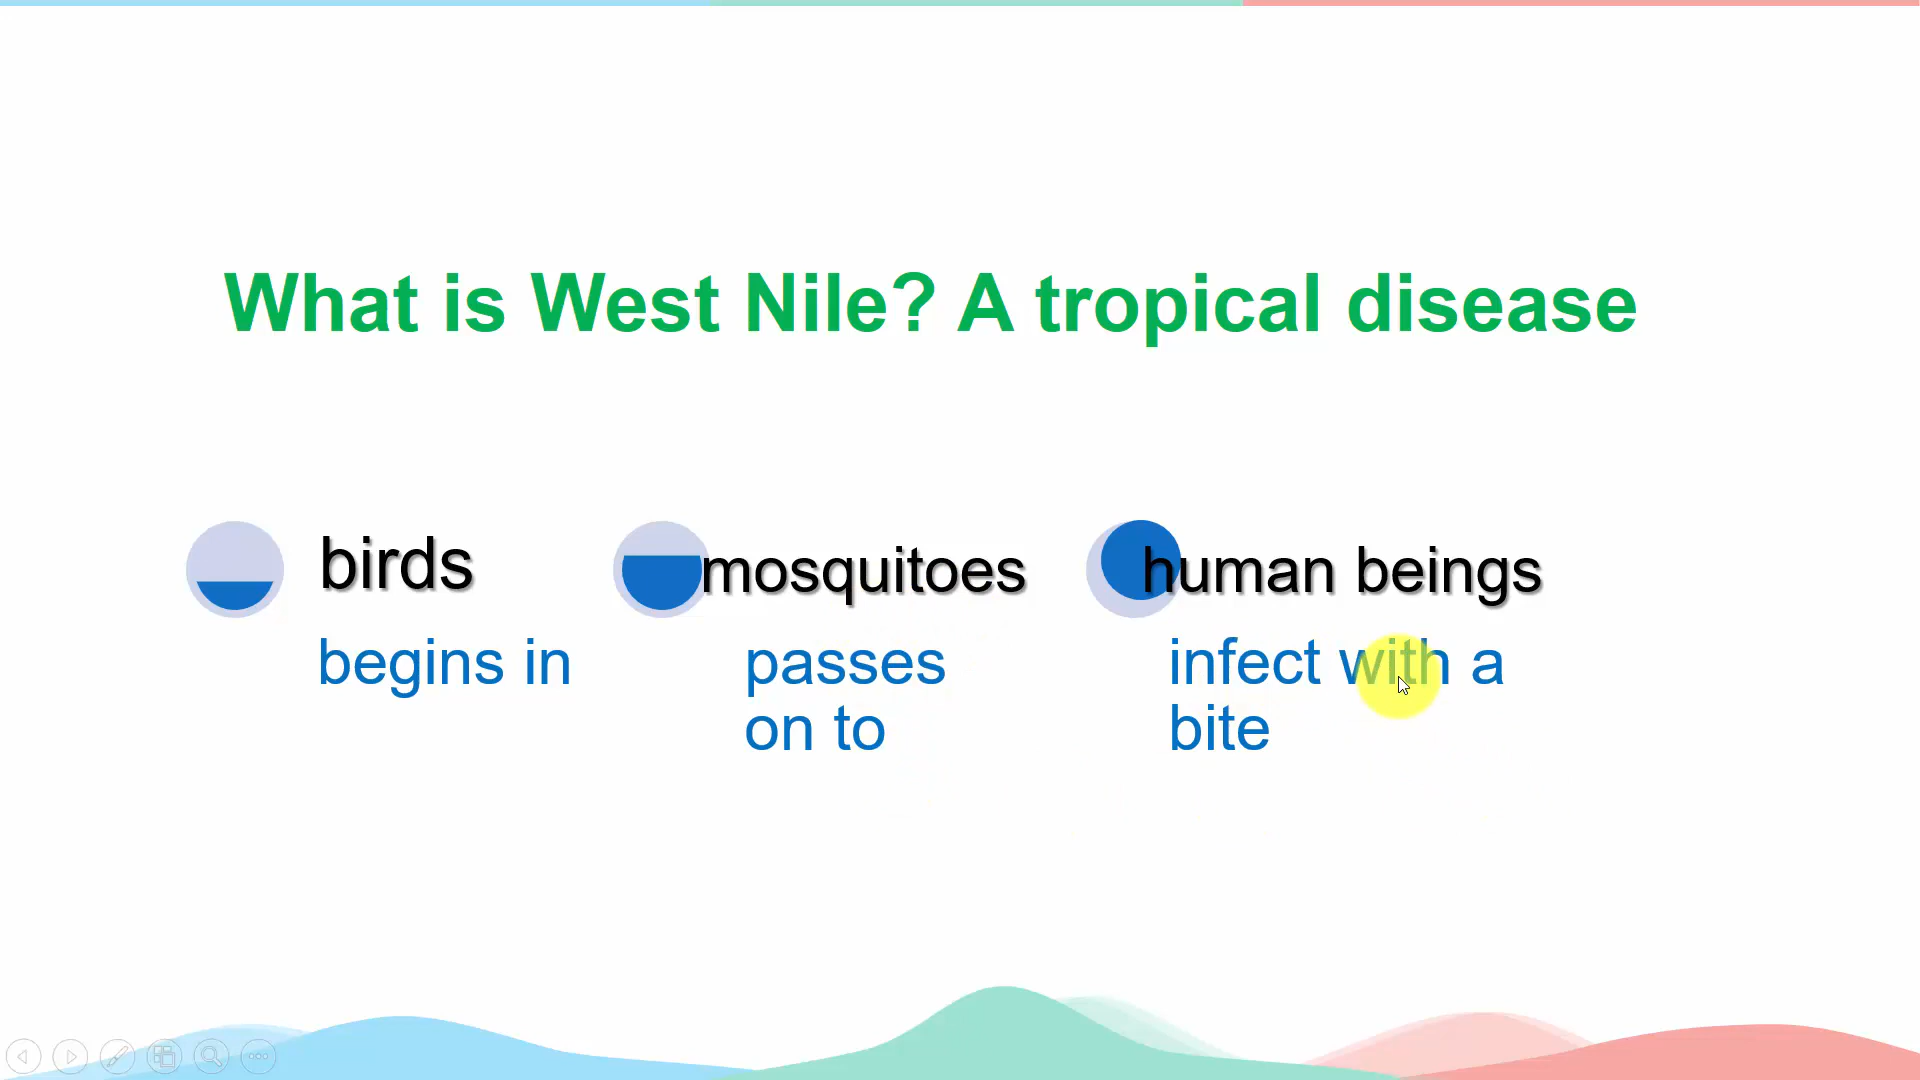 What is West Nile? A tropical disease
birds
begins in
mosquitoes
passes
on to
human beings
infect with a
bite